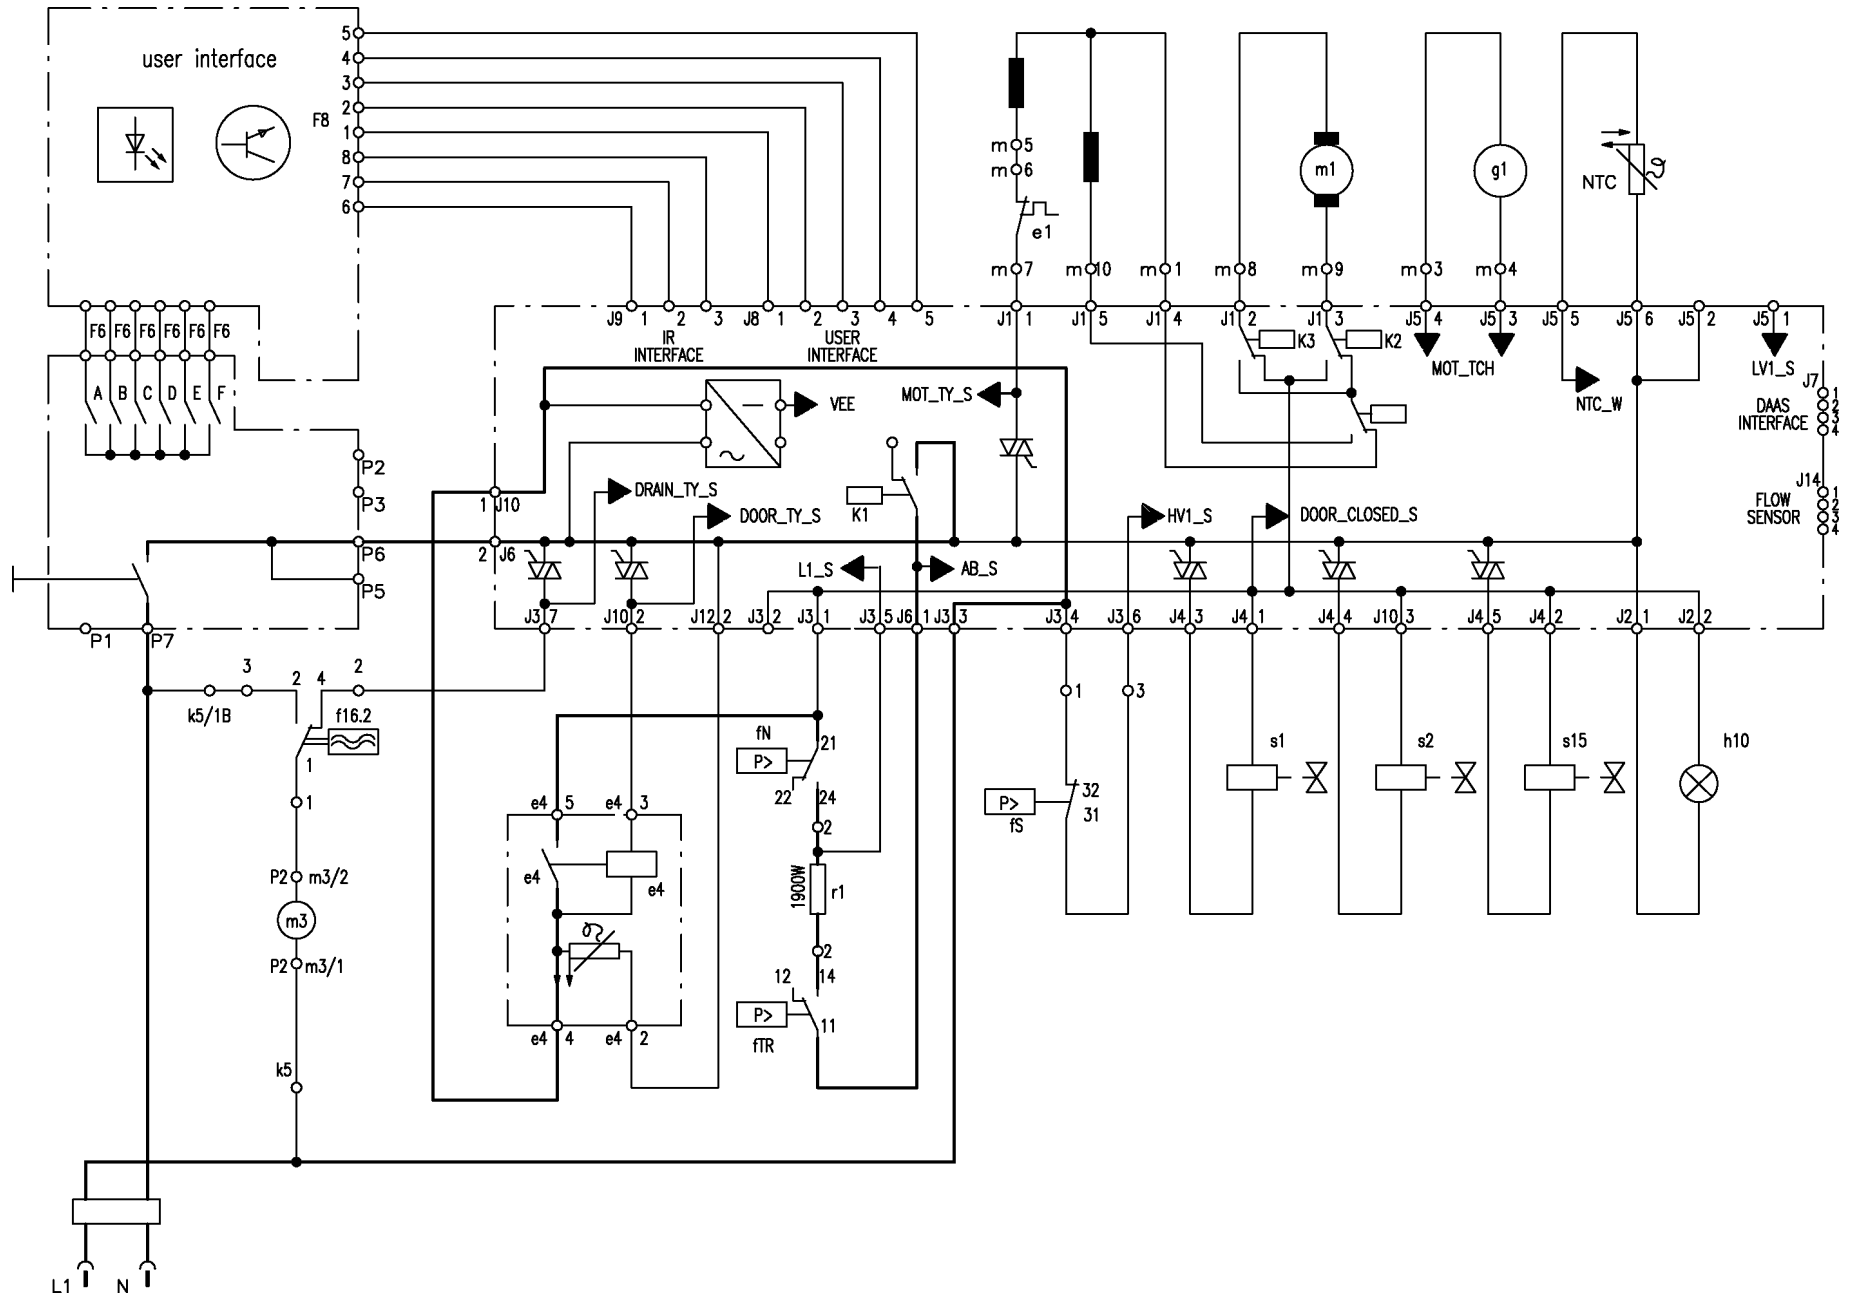 user interface
F8
5
4
3
2
1
8
7
6
F6 F6 F6 F6 F6 F6
A B C D E F
P2
P3
P6
P5
P1 P7
m 5
m 6
e1
m 7
m 10
m 1
m 8
m 9
m 3
m 4
m1
g1
NTC
J9 1 2 3
J8 1 2 3 4 5
IR
INTERFACE
USER
INTERFACE
J1 1
J1 5
J1 4
J1 2
J1 3
J5 4
J5 3
J5 5
J5 6
J5 2
J5 1
K3
K2
MOT_TCH
LV1_S
NTC_W
MOT_TY_S
VEE
J7
1
2
3
4
DAAS
INTERFACE
J14
1
2
3
4
FLOW
SENSOR
1 J10
DRAIN_TY_S
DOOR_TY_S
K1
HV1_S
DOOR_CLOSED_S
2 J6
L1_S
AB_S
J3 7
J10 2
J12 2
J3 2
J3 1
J3 5
J6 1
J3 3
J3 4
J3 6
J4 3
J4 1
J4 4
J10 3
J4 5
J4 2
J2 1
J2 2
k5/1B
3
2 4
2
f16.2
1
1
P2 m3/2
m3
P2 m3/1
k5
fN
P>
21
22 24
2
1900W
r1
2
12 14
P>
11
fTR
e4 5
e4 3
e4
e4
e4 4
e4 2
1
3
P>
fS
32
31
s1
s2
s15
h10
L1 N